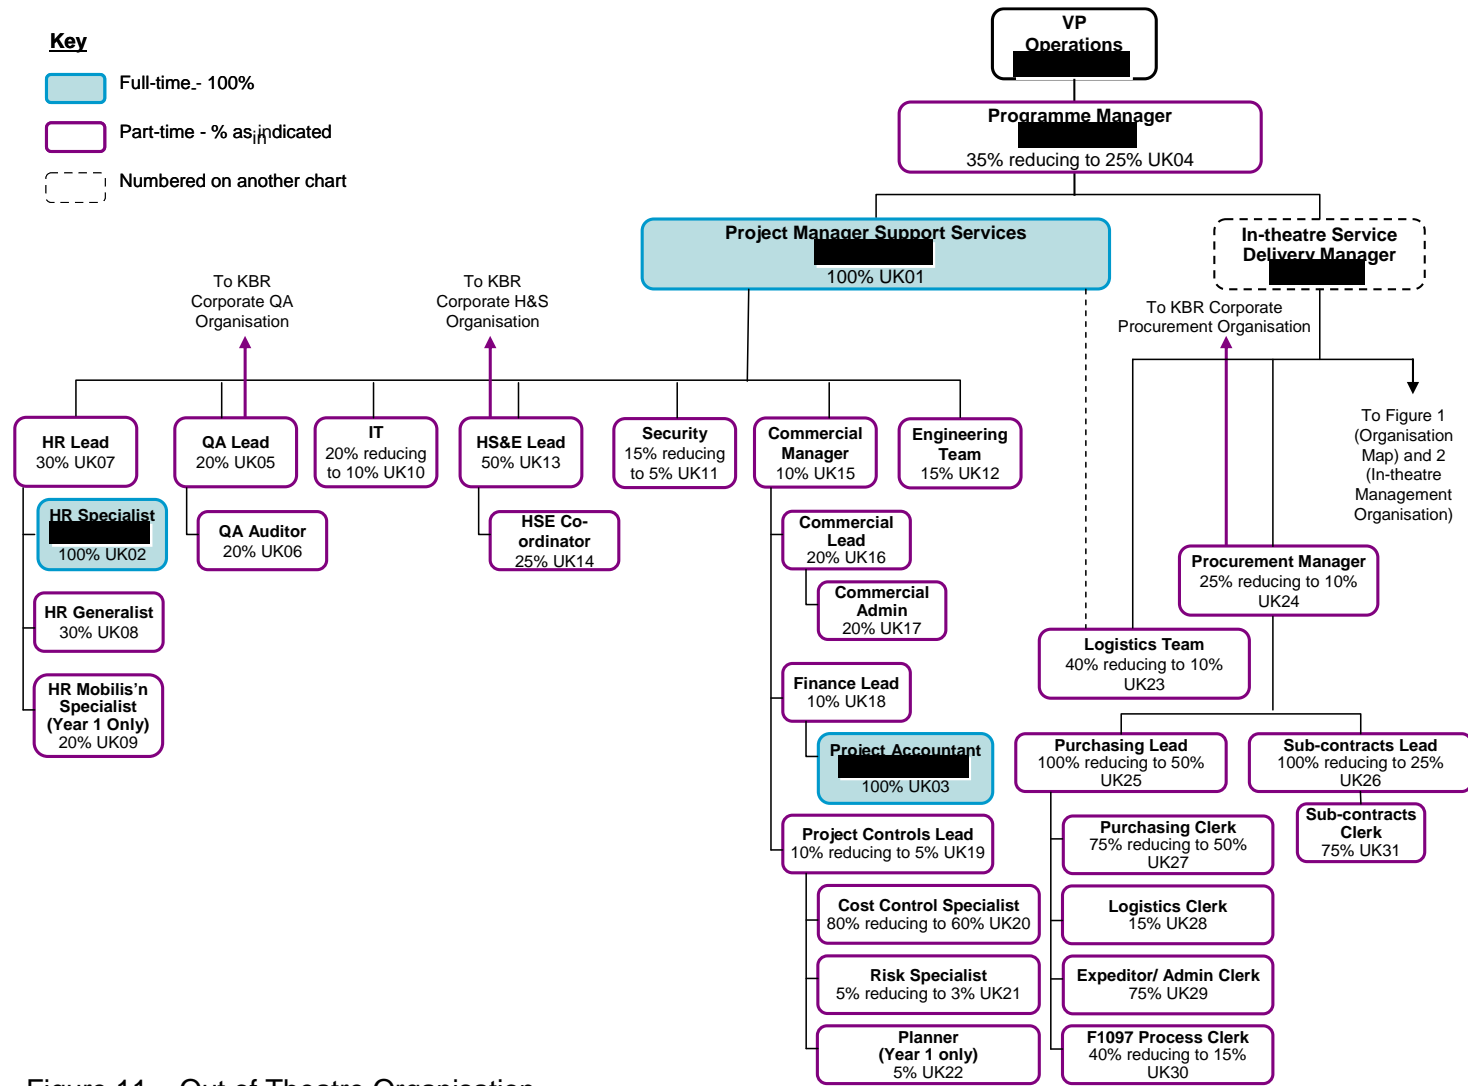 Key
Full-time - 100%
Part-time - % as indicated
Numbered on another chart
VP
Operations
Programme Manager
35% reducing to 25% UK04
Project Manager Support Services
100% UK01
In-theatre Service
Delivery Manager
To KBR
Corporate QA
Organisation
To KBR
Corporate H&S
Organisation
To KBR Corporate
Procurement Organisation
HR Lead
30% UK07
QA Lead
20% UK05
IT
20% reducing
to 10% UK10
HS&E Lead
50% UK13
Security
15% reducing
to 5% UK11
Commercial
Manager
10% UK15
Engineering
Team
15% UK12
To Figure 1
(Organisation
Map) and 2
(In-theatre
Management
Organisation)
HR Specialist
100% UK02
QA Auditor
20% UK06
HSE Co-
ordinator
25% UK14
Commercial
Lead
20% UK16
Procurement Manager
25% reducing to 10%
UK24
HR Generalist
30% UK08
Commercial
Admin
20% UK17
Logistics Team
40% reducing to 10%
UK23
HR Mobilis'n
Specialist
(Year 1 Only)
20% UK09
Finance Lead
10% UK18
Project Accountant
100% UK03
Purchasing Lead
100% reducing to 50%
UK25
Sub-contracts Lead
100% reducing to 25%
UK26
Project Controls Lead
10% reducing to 5% UK19
Purchasing Clerk
75% reducing to 50%
UK27
Sub-contracts
Clerk
75% UK31
Cost Control Specialist
80% reducing to 60% UK20
Logistics Clerk
15% UK28
Risk Specialist
5% reducing to 3% UK21
Expeditor/ Admin Clerk
75% UK29
Planner
(Year 1 only)
5% UK22
F1097 Process Clerk
40% reducing to 15%
UK30
Figure 11 Out of Theatre Organisation